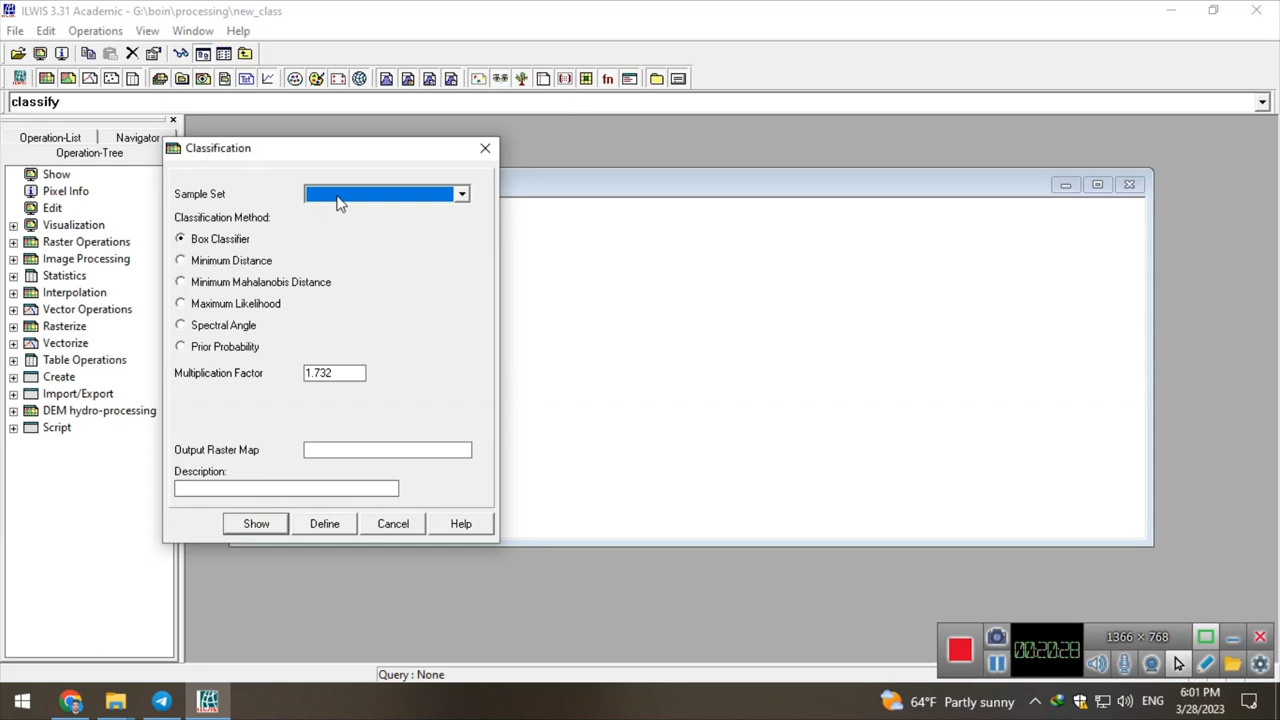 ILWIS 3.31 Academic - G:\boin\processing\new_class
File Edit Operations View Window Help
classify
Operation-List Navigator
Operation-Tree
Show
Pixel Info
Edit
Visualization
Raster Operations
Image Processing
Statistics
Interpolation
Vector Operations
Rasterize
Vectorize
Table Operations
Create
Import/Export
DEM hydro-processing
Script
Classification
Sample Set
Classification Method:
Box Classifier
Minimum Distance
Minimum Mahalanobis Distance
Maximum Likelihood
Spectral Angle
Prior Probability
Multiplication Factor 1.732
Output Raster Map
Description:
Show Define Cancel Help
1366 × 768
00:20:28
Query : None
64°F Partly sunny
ENG
6:01 PM
3/28/2023